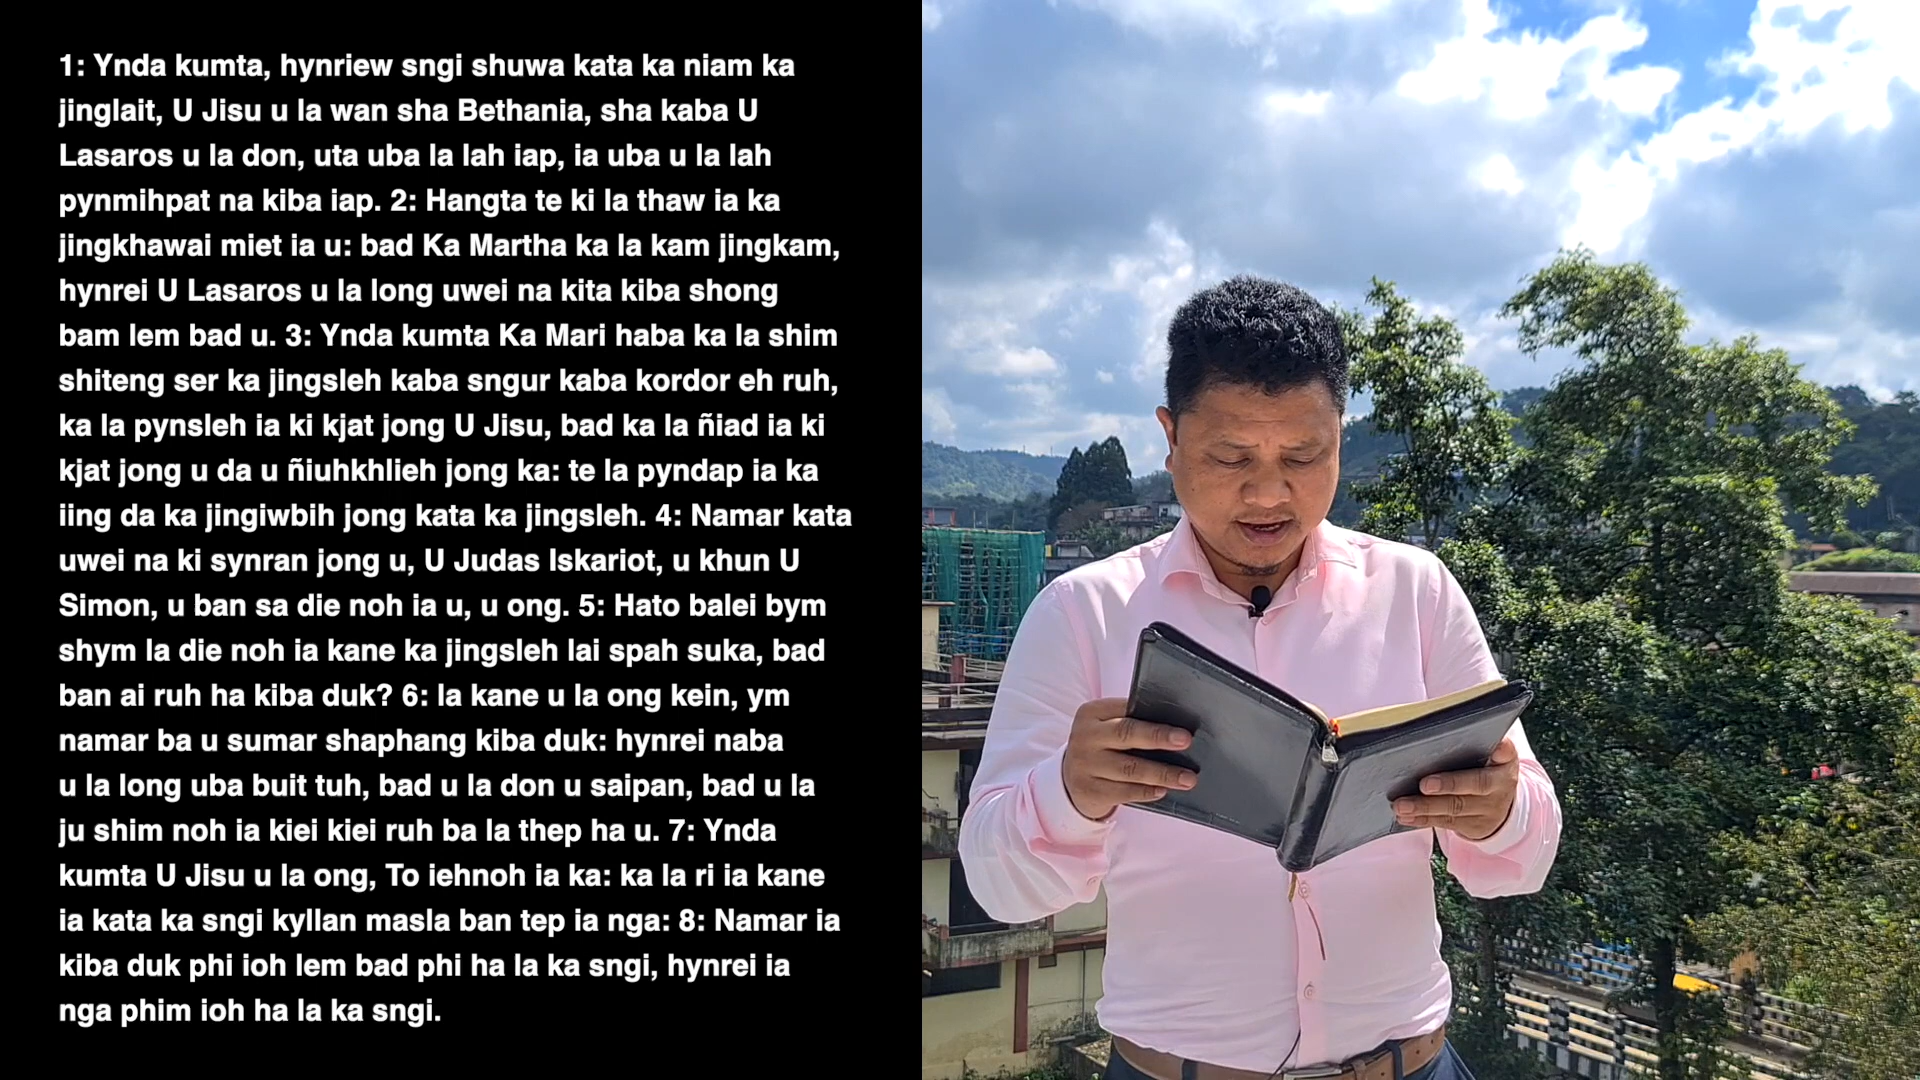 1: Ynda kumta, hynriew sngi shuwa kata ka niam ka
jinglait, U Jisu u la wan sha Bethania, sha kaba U
Lasaros u la don, uta uba la lah iap, ia uba u la lah
pynmihpat na kiba iap. 2: Hangta te ki la thaw ia ka
jingkhawai miet ia u: bad Ka Martha ka la kam jingkam,
hynrei U Lasaros u la long uwei na kita kiba shong
bam lem bad u. 3: Ynda kumta Ka Mari haba ka la shim
shiteng ser ka jingsleh kaba sngur kaba kordor eh ruh,
ka la pynsleh ia ki kjat jong U Jisu, bad ka la ñiad ia ki
kjat jong u da u ñiuhkhlieh jong ka: te la pyndap ia ka
iing da ka jingiwbih jong kata ka jingsleh. 4: Namar kata
uwei na ki synran jong u, U Judas Iskariot, u khun U
Simon, u ban sa die noh ia u, u ong. 5: Hato balei bym
shym la die noh ia kane ka jingsleh lai spah suka, bad
ban ai ruh ha kiba duk? 6: la kane u la ong kein, ym
namar ba u sumar shaphang kiba duk: hynrei naba
u la long uba buit tuh, bad u la don u saipan, bad u la
ju shim noh ia kiei kiei ruh ba la thep ha u. 7: Ynda
kumta U Jisu u la ong, To iehnoh ia ka: ka la ri ia kane
ia kata ka sngi kyllan masla ban tep ia nga: 8: Namar ia
kiba duk phi ioh lem bad phi ha la ka sngi, hynrei ia
nga phim ioh ha la ka sngi.